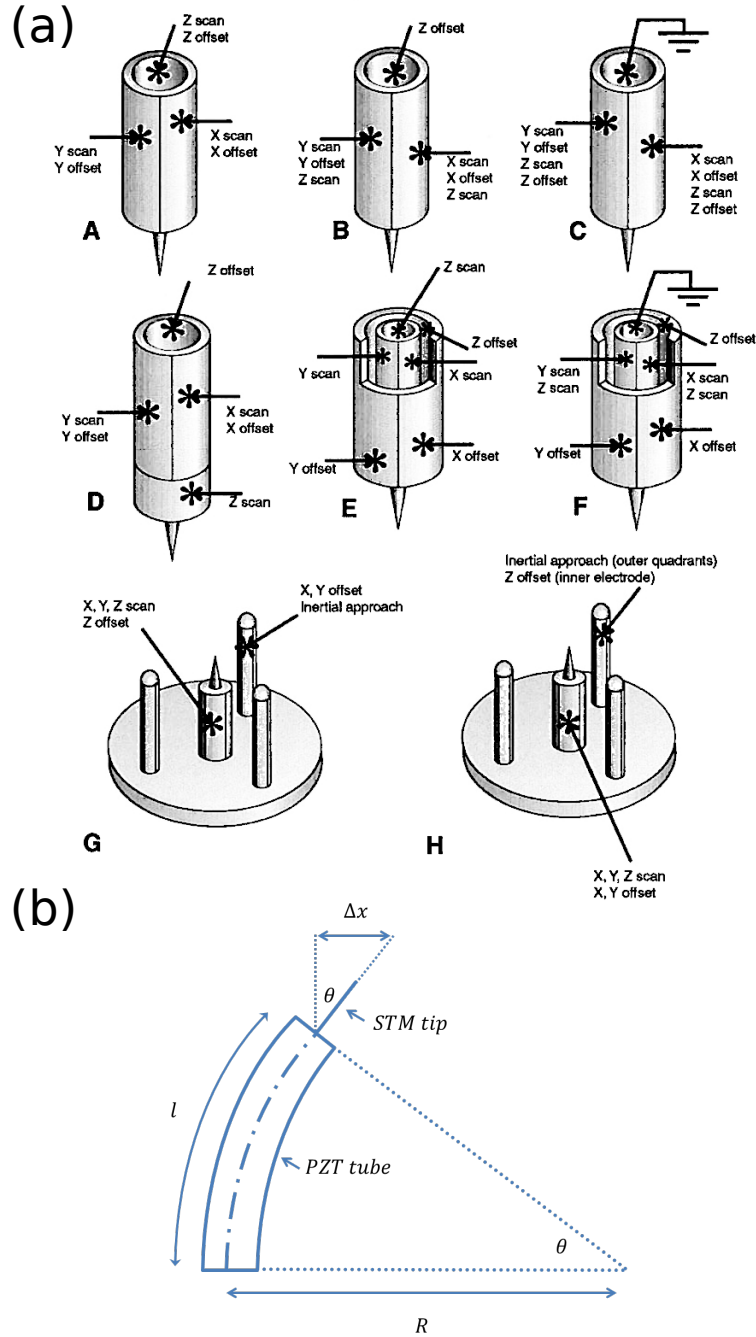 (a)
Z scan
Z offset
Y scan
Y offset
X scan
X offset
A
Z offset
Y scan
Y offset
Z scan
X scan
X offset
Z scan
B
Y scan
Y offset
Z scan
Z offset
X scan
X offset
Z scan
Z offset
C
Z offset
Y scan
Y offset
X scan
X offset
Z scan
D
Z scan
Z offset
Y scan
X scan
Y offset
X offset
E
Z offset
Y scan
Z scan
X scan
Z scan
Y offset
X offset
F
X, Y, Z scan
Z offset
X, Y offset
Inertial approach
G
Inertial approach (outer quadrants)
Z offset (inner electrode)
H
X, Y, Z scan
X, Y offset
(b)
Δx
θ
STM tip
l
PZT tube
θ
R